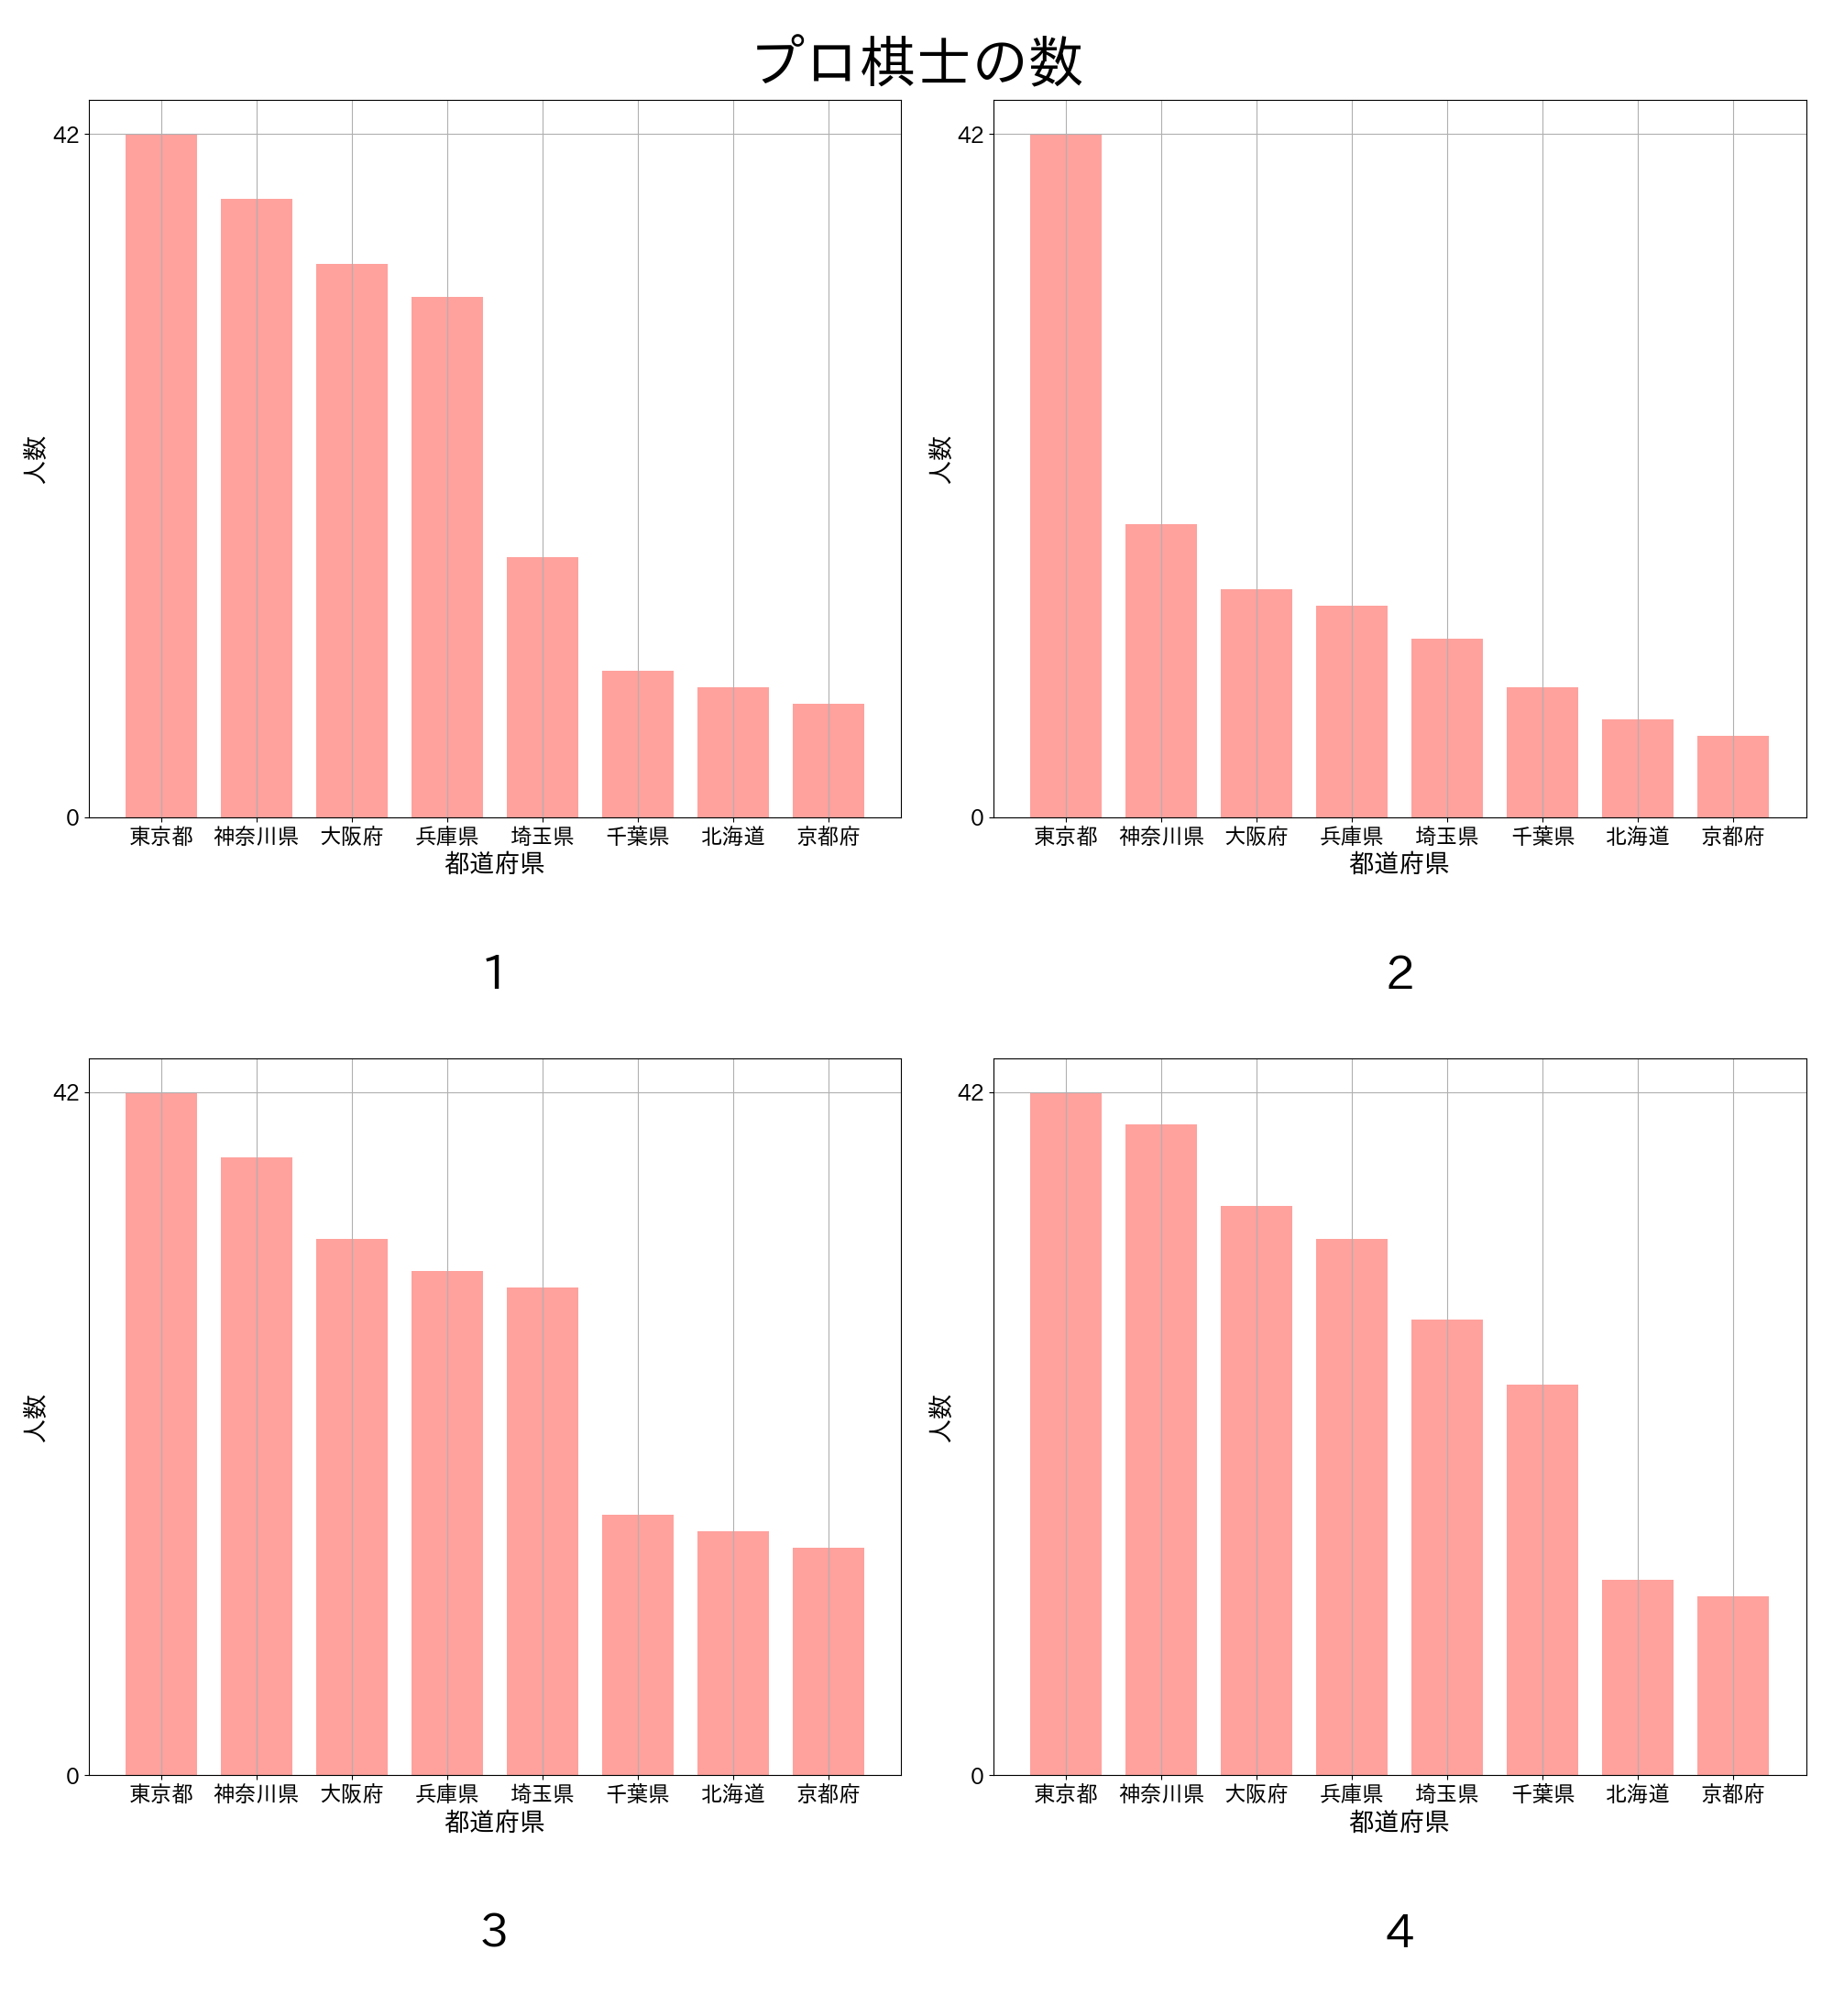 プロ棋士の数
42
0
人数
東京都 神奈川県 大阪府 兵庫県 埼玉県 千葉県 北海道 京都府
都道府県
1
42
0
人数
東京都 神奈川県 大阪府 兵庫県 埼玉県 千葉県 北海道 京都府
都道府県
2
42
0
人数
東京都 神奈川県 大阪府 兵庫県 埼玉県 千葉県 北海道 京都府
都道府県
3
42
0
人数
東京都 神奈川県 大阪府 兵庫県 埼玉県 千葉県 北海道 京都府
都道府県
4